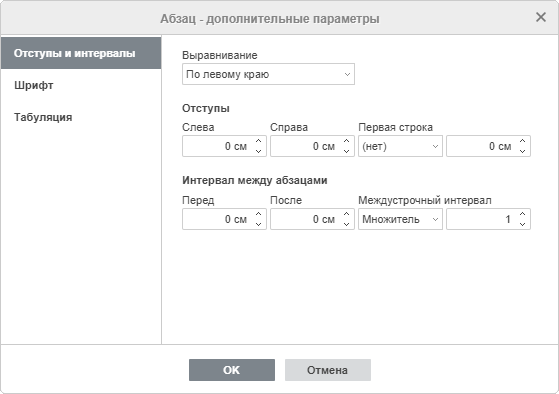 Абзац - дополнительные параметры
Отступы и интервалы
Шрифт
Табуляция
Выравнивание
По левому краю
Отступы
Слева Справа Первая строка
0 см 0 см (нет) 0 см
Интервал между абзацами
Перед После Междустрочный интервал
0 см 0 см Множитель 1
OK Отмена